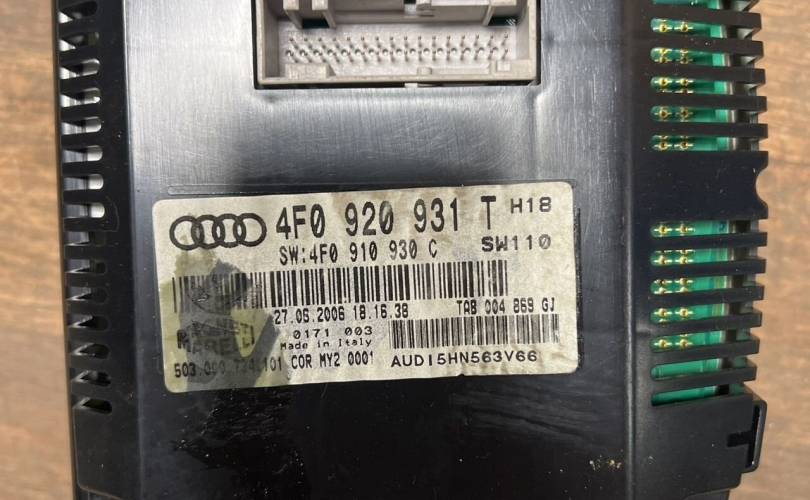 4F0 920 931 T H18
SW:4F0 910 930 C SW110
27.05.2006 18.16.38 TAB 004 869 GJ
0171 003
MARELLI
Made in Italy
101 COR MY2 0001 AUDI5HN563V66